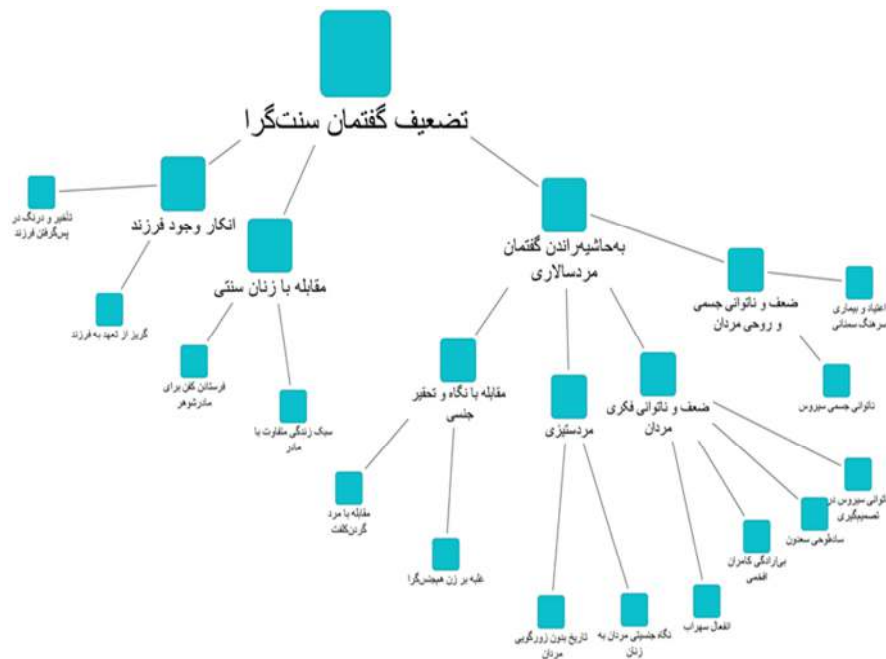 تضعیف گفتمان سنت‌گرا
انکار وجود فرزند
تأخیر و درنگ در
پس‌گرفتن فرزند
گریز از تعهد به فرزند
مقابله با زنان سنتی
فرستادن کفن برای
مادرشوهر
سبک زندگی متفاوت با
مادر
به‌حاشیه‌راندن گفتمان
مردسالاری
ضعف و ناتوانی جسمی
و روحی مردان
اعتیاد و بیماری
سرهنگ سمنانی
ناتوانی جسمی سیروس
مقابله با نگاه و تحقیر
جنسی
مقابله با مرد
گردن‌کلفت
غلبه بر زن هم‌جنس‌گرا
مردستیزی
تاریخ بدون زورگویی
مردان
نگاه جنسیتی مردان به
زنان
ضعف و ناتوانی فکری
مردان
انفعال سهراب
بی‌ارادگی کامران
افخمی
ساده‌لوحی سعدون
ناتوانی سیروس در
تصمیم‌گیری